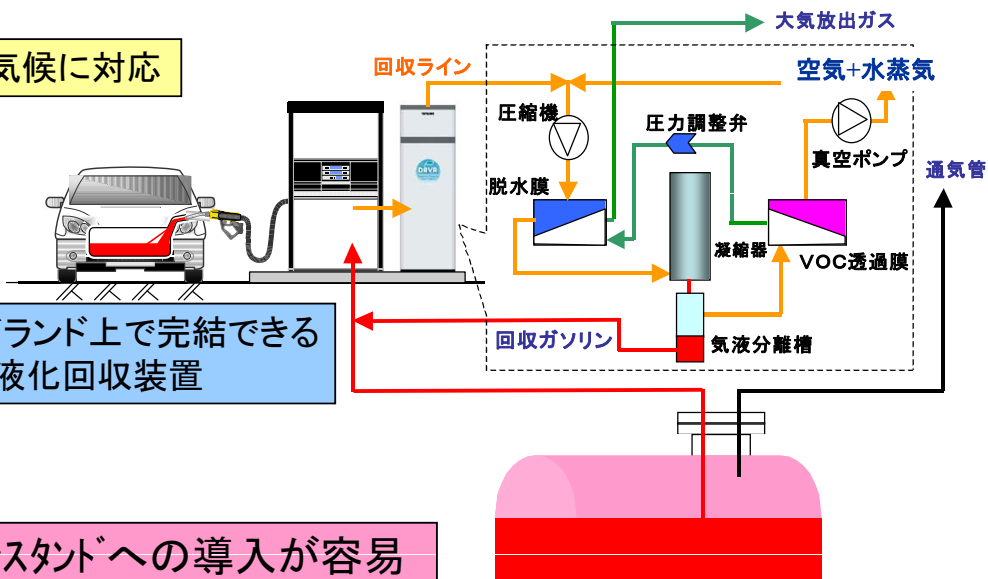 大気放出ガス
気候に対応
回収ライン
空気+水蒸気
圧縮機
圧力調整弁
真空ポンプ
通気管
脱水膜
凝縮器
VOC透過膜
ランド上で完結できる
液化回収装置
回収ガソリン
気液分離槽
スタンドへの導入が容易